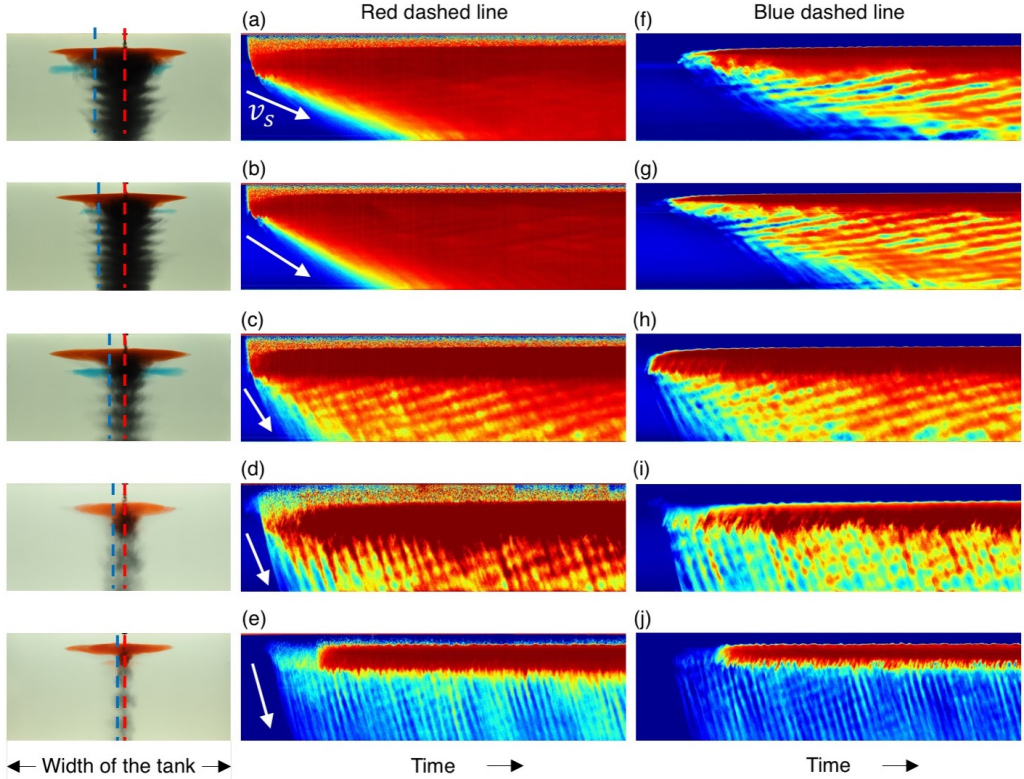 Red dashed line
Blue dashed line
(a)
(f)
v_s
(b)
(g)
(c)
(h)
(d)
(i)
(e)
(j)
Width of the tank
Time
Time